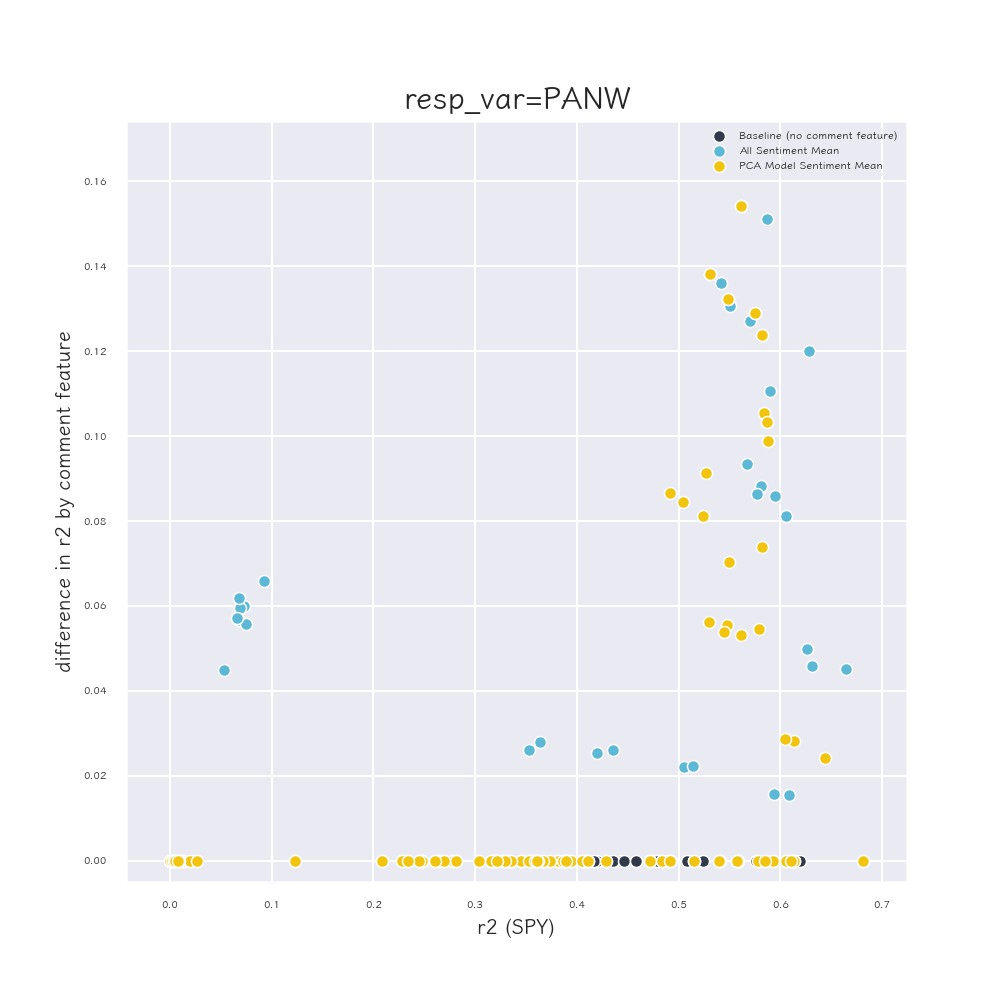 resp_var=PANW
Baseline (no comment feature)
All Sentiment Mean
PCA Model Sentiment Mean
difference in r2 by comment feature
0.16
0.14
0.12
0.10
0.08
0.06
0.04
0.02
0.00
0.0 0.1 0.2 0.3 0.4 0.5 0.6 0.7
r2 (SPY)